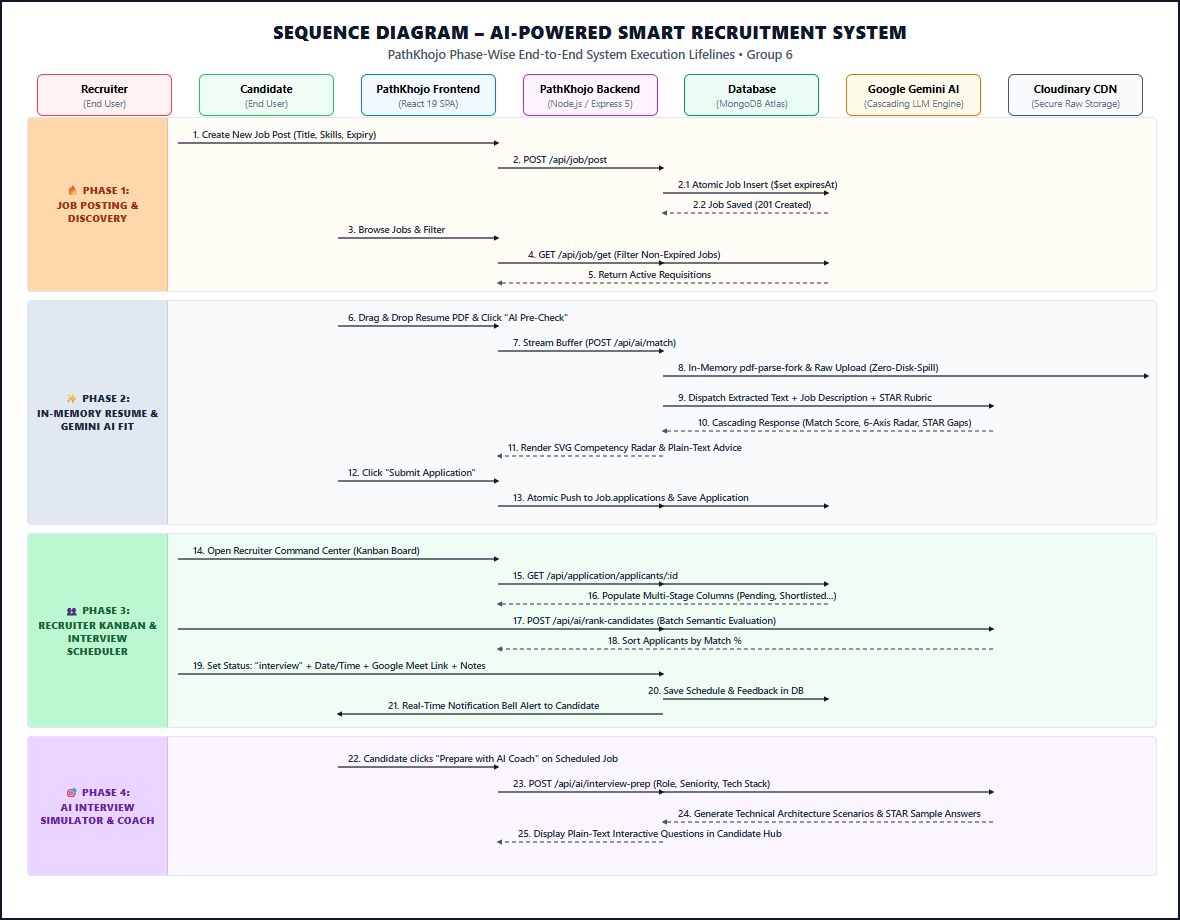 SEQUENCE DIAGRAM – AI-POWERED SMART RECRUITMENT SYSTEM
PathKhojo Phase-Wise End-to-End System Execution Lifelines • Group 6
Recruiter
(End User)
Candidate
(End User)
PathKhojo Frontend
(React 19 SPA)
PathKhojo Backend
(Node.js / Express 5)
Database
(MongoDB Atlas)
Google Gemini AI
(Cascading LLM Engine)
Cloudinary CDN
(Secure Raw Storage)
🔥 PHASE 1:
JOB POSTING &
DISCOVERY
1. Create New Job Post (Title, Skills, Expiry)
2. POST /api/job/post
2.1 Atomic Job Insert ($set expiresAt)
2.2 Job Saved (201 Created)
3. Browse Jobs & Filter
4. GET /api/job/get (Filter Non-Expired Jobs)
5. Return Active Requisitions
✨ PHASE 2:
IN-MEMORY RESUME &
GEMINI AI FIT
6. Drag & Drop Resume PDF & Click "AI Pre-Check"
7. Stream Buffer (POST /api/ai/match)
8. In-Memory pdf-parse-fork & Raw Upload (Zero-Disk-Spill)
9. Dispatch Extracted Text + Job Description + STAR Rubric
10. Cascading Response (Match Score, 6-Axis Radar, STAR Gaps)
11. Render SVG Competency Radar & Plain-Text Advice
12. Click "Submit Application"
13. Atomic Push to Job.applications & Save Application
👥 PHASE 3:
RECRUITER KANBAN &
INTERVIEW
SCHEDULER
14. Open Recruiter Command Center (Kanban Board)
15. GET /api/application/applicants/:id
16. Populate Multi-Stage Columns (Pending, Shortlisted...)
17. POST /api/ai/rank-candidates (Batch Semantic Evaluation)
18. Sort Applicants by Match %
19. Set Status: "interview" + Date/Time + Google Meet Link + Notes
20. Save Schedule & Feedback in DB
21. Real-Time Notification Bell Alert to Candidate
🎯 PHASE 4:
AI INTERVIEW
SIMULATOR & COACH
22. Candidate clicks "Prepare with AI Coach" on Scheduled Job
23. POST /api/ai/interview-prep (Role, Seniority, Tech Stack)
24. Generate Technical Architecture Scenarios & STAR Sample Answers
25. Display Plain-Text Interactive Questions in Candidate Hub